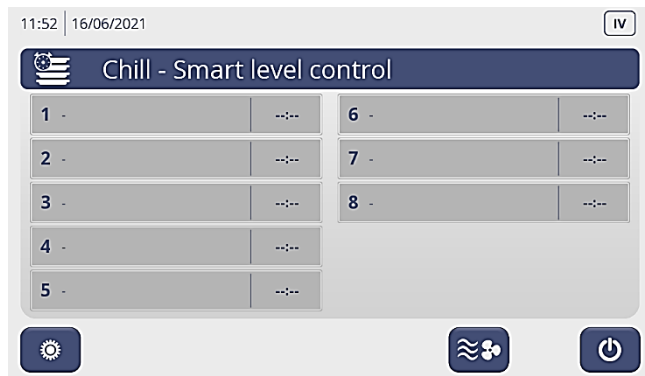 11:52 16/06/2021 IV
Chill - Smart level control
1 - --:--
2 - --:--
3 - --:--
4 - --:--
5 - --:--
6 - --:--
7 - --:--
8 - --:--